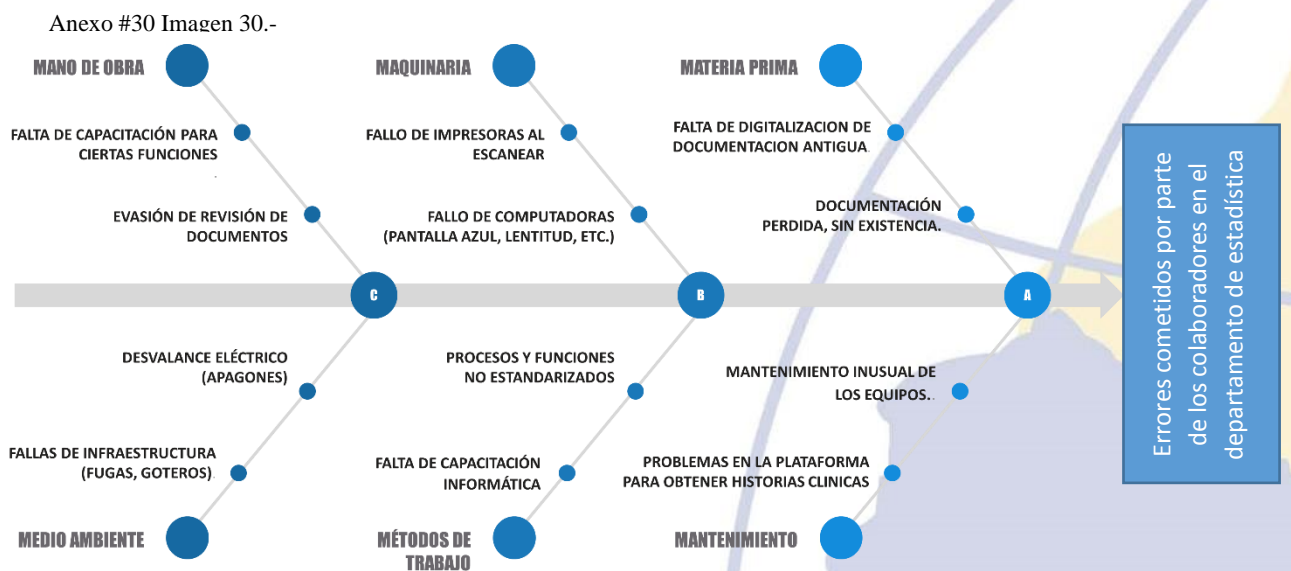 Anexo #30 Imagen 30.-
MANO DE OBRA
FALTA DE CAPACITACIÓN PARA
CIERTAS FUNCIONES
EVASIÓN DE REVISIÓN DE
DOCUMENTOS
MAQUINARIA
FALLO DE IMPRESORAS AL
ESCANEAR
FALLO DE COMPUTADORAS
(PANTALLA AZUL, LENTITUD, ETC.)
MATERIA PRIMA
FALTA DE DIGITALIZACION DE
DOCUMENTACION ANTIGUA.
DOCUMENTACIÓN
PERDIDA, SIN EXISTENCIA.
C
B
A
Errores cometidos por parte
de los colaboradores en el
departamento de estadística
DESVALANCE ELÉCTRICO
(APAGONES)
FALLAS DE INFRAESTRUCTURA
(FUGAS, GOTEROS).
MEDIO AMBIENTE
PROCESOS Y FUNCIONES
NO ESTANDARIZADOS
FALTA DE CAPACITACIÓN
INFORMÁTICA
MÉTODOS DE
TRABAJO
MANTENIMIENTO INUSUAL DE
LOS EQUIPOS..
PROBLEMAS EN LA PLATAFORMA
PARA OBTENER HISTORIAS CLINICAS
MANTENIMIENTO